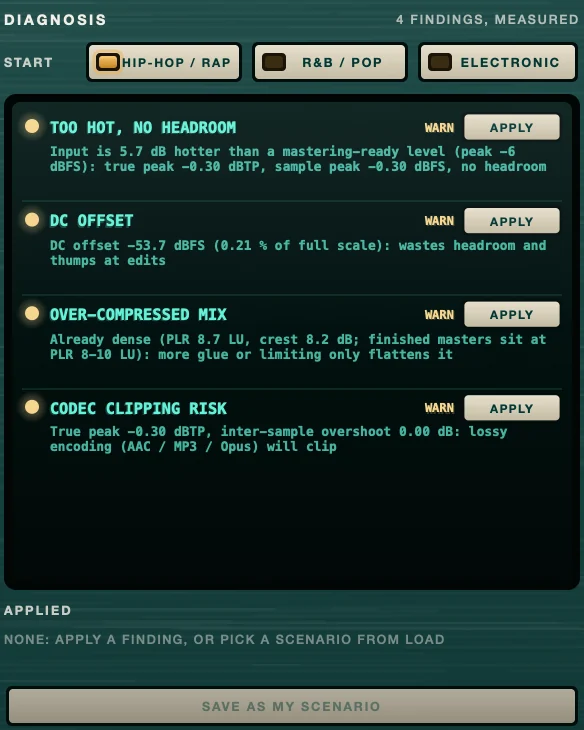 DIAGNOSIS
4 FINDINGS, MEASURED
START
HIP-HOP / RAP
R&B / POP
ELECTRONIC
TOO HOT, NO HEADROOM
WARN
APPLY
Input is 5.7 dB hotter than a mastering-ready level (peak -6
dBFS): true peak -0.30 dBTP, sample peak -0.30 dBFS, no headroom
DC OFFSET
WARN
APPLY
DC offset -53.7 dBFS (0.21 % of full scale): wastes headroom and
thumps at edits
OVER-COMPRESSED MIX
WARN
APPLY
Already dense (PLR 8.7 LU, crest 8.2 dB; finished masters sit at
PLR 8-10 LU): more glue or limiting only flattens it
CODEC CLIPPING RISK
WARN
APPLY
True peak -0.30 dBTP, inter-sample overshoot 0.00 dB: lossy
encoding (AAC / MP3 / Opus) will clip
APPLIED
NONE: APPLY A FINDING, OR PICK A SCENARIO FROM LOAD
SAVE AS MY SCENARIO